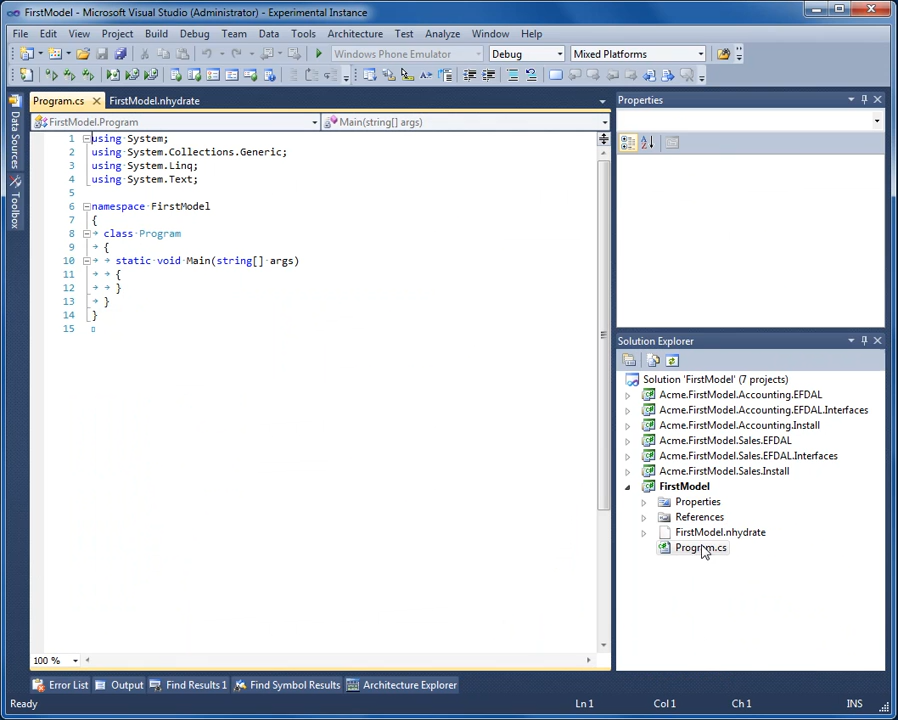 FirstModel - Microsoft Visual Studio (Administrator) - Experimental Instance
File Edit View Project Build Debug Team Data Tools Architecture Test Analyze Window Help
Windows Phone Emulator Debug Mixed Platforms
Data Sources
Toolbox
Program.cs FirstModel.nhydrate
FirstModel.Program Main(string[] args)
1 using System;
2 using System.Collections.Generic;
3 using System.Linq;
4 using System.Text;
5
6 namespace FirstModel
7 {
8 class Program
9 {
10 static void Main(string[] args)
11 {
12 }
13 }
14 }
15
100 %
Properties
Solution Explorer
Solution 'FirstModel' (7 projects)
Acme.FirstModel.Accounting.EFDAL
Acme.FirstModel.Accounting.EFDAL.Interfaces
Acme.FirstModel.Accounting.Install
Acme.FirstModel.Sales.EFDAL
Acme.FirstModel.Sales.EFDAL.Interfaces
Acme.FirstModel.Sales.Install
FirstModel
Properties
References
FirstModel.nhydrate
Program.cs
Error List Output Find Results 1 Find Symbol Results Architecture Explorer
Ready Ln 1 Col 1 Ch 1 INS